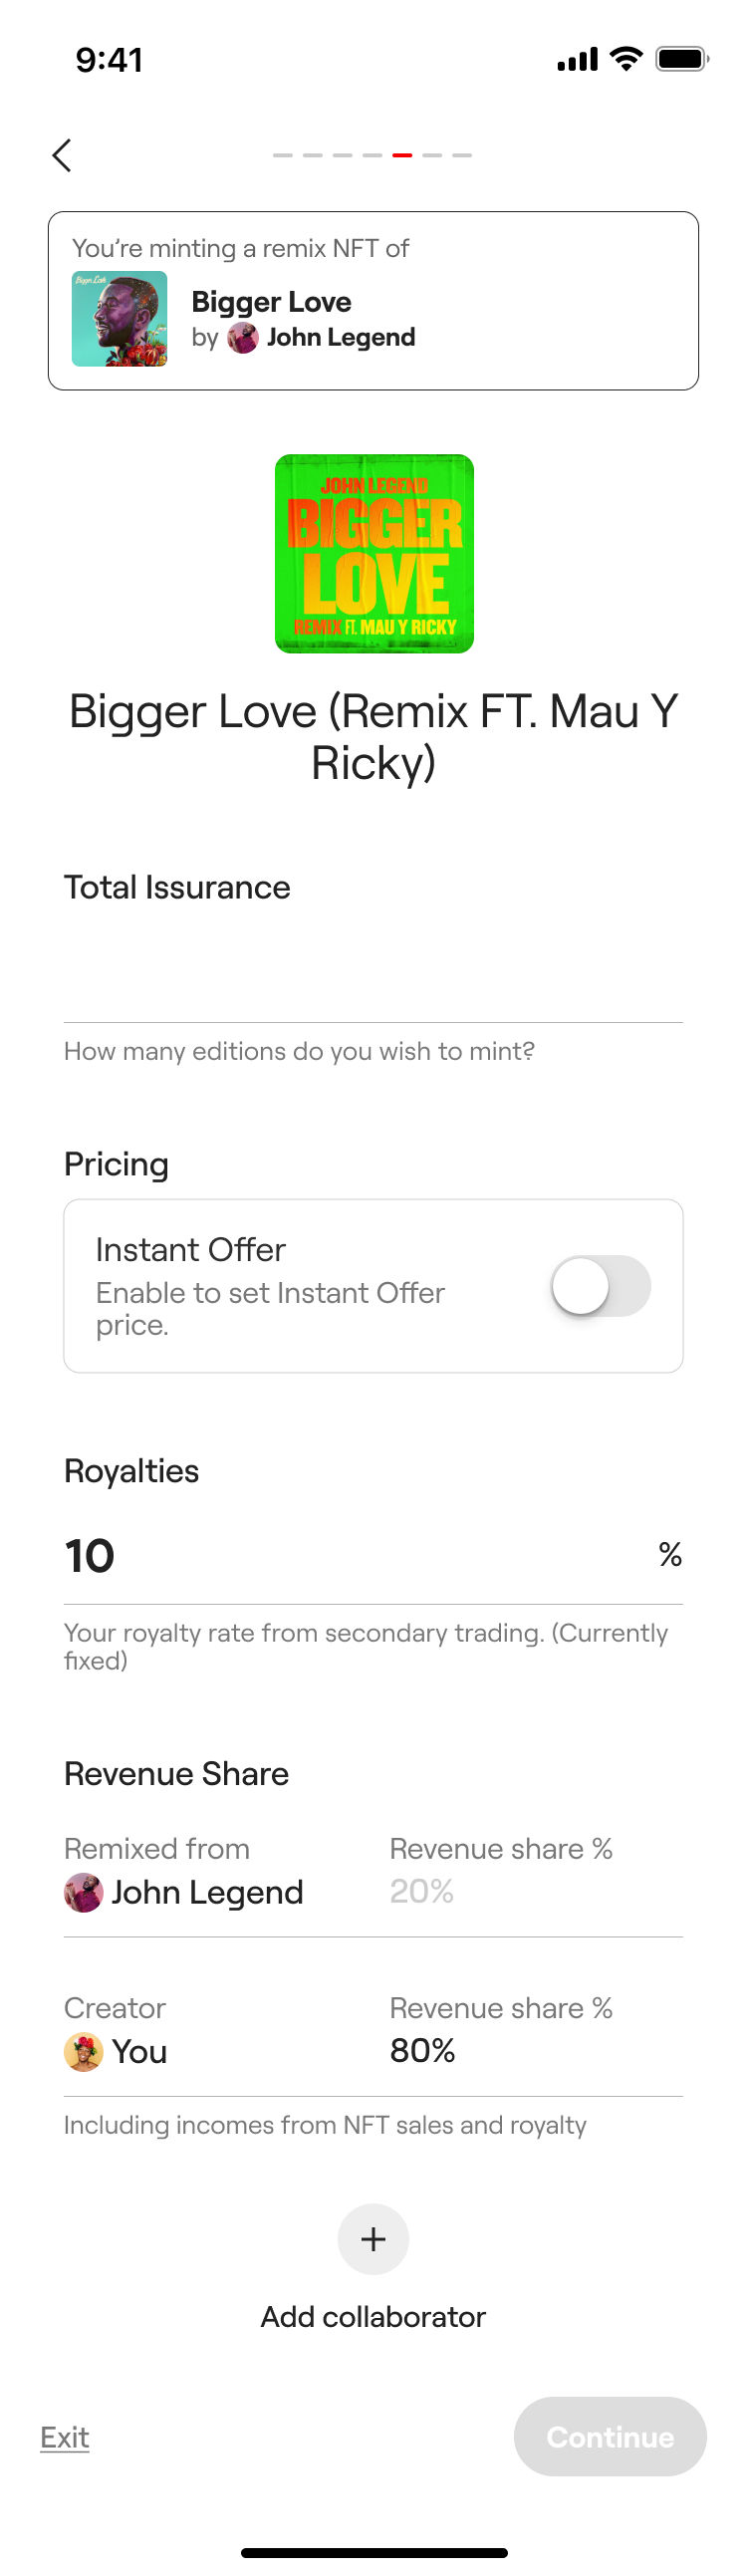 9:41
You're minting a remix NFT of
Bigger Love
Bigger Love
by John Legend
JOHN LEGEND
BIGGER
LOVE
REMIX FT. MAU Y RICKY
Bigger Love (Remix FT. Mau Y
Ricky)
Total Issurance
How many editions do you wish to mint?
Pricing
Instant Offer
Enable to set Instant Offer
price.
Royalties
10 %
Your royalty rate from secondary trading. (Currently
fixed)
Revenue Share
Remixed from Revenue share %
John Legend 20%
Creator Revenue share %
You 80%
Including incomes from NFT sales and royalty
+
Add collaborator
Exit Continue